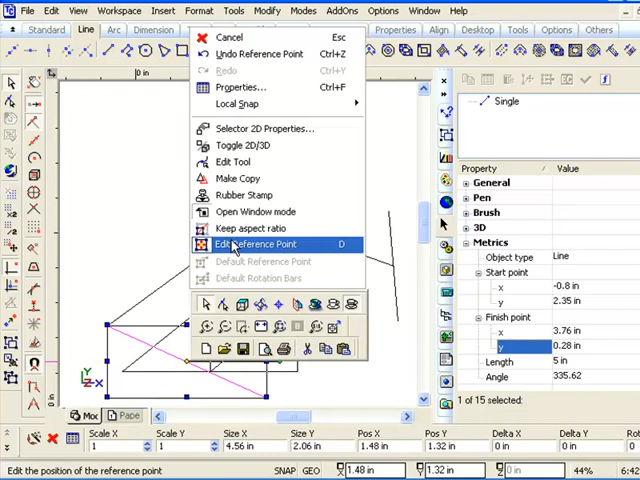 Edit View Workspace Insert Format Tools Modify Modes AddOns Options Window Help
Standard Line Arc Dimension Properties Align Desktop Tools Options Others
Cancel Esc
Undo Reference Point Ctrl+Z
Redo Ctrl+Y
Properties... Ctrl+F
Local Snap
Selector 2D Properties...
Toggle 2D/3D
Edit Tool
Make Copy
Rubber Stamp
Open Window mode
Keep aspect ratio
Edit Reference Point D
Default Reference Point
Default Rotation Bars
0 in
0 in
Y
X
Single
Property Value
General
Pen
Brush
3D
Metrics
Object type Line
Start point
x -0.8 in
y 2.35 in
Finish point
x 3.76 in
y 0.28 in
Length 5 in
Angle 335.62
1 of 15 selected.
Moc Pape
Scale X Scale Y Size X Size Y Pos X Pos Y Delta X Delta Y Rot
1 1 4.56 in 2.06 in 1.48 in 1.32 in 0 in 0 in 0
Edit the position of the reference point SNAP GEO X 1.48 in Y 1.32 in 0 in 44% 6:42